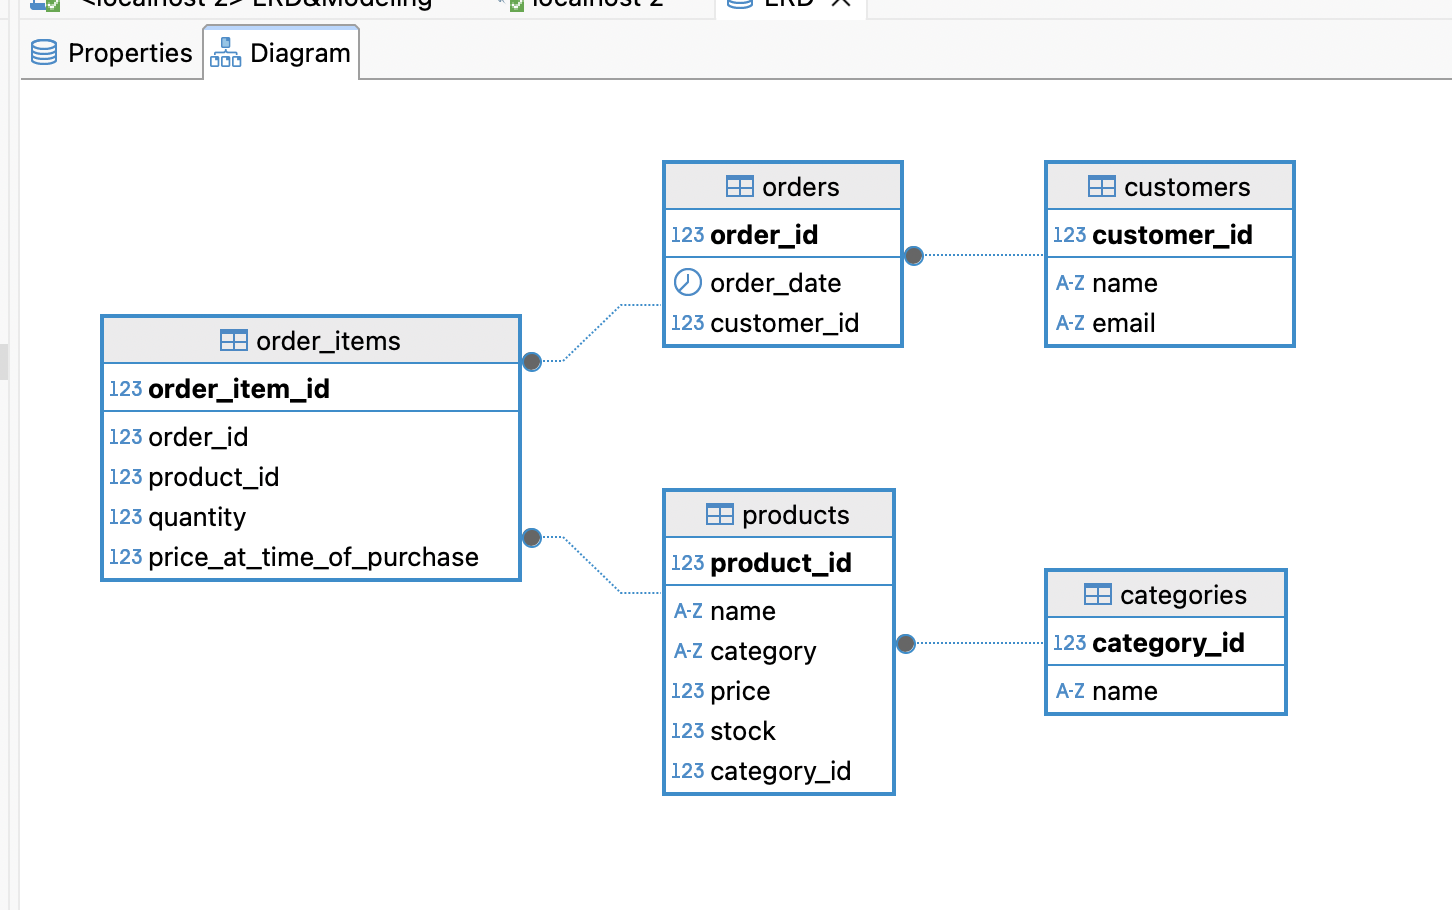 <localhost 2> ERD&Modeling
localhost 2
ERD
Properties
Diagram
orders
123 order_id
order_date
123 customer_id
customers
123 customer_id
A-Z name
A-Z email
order_items
123 order_item_id
123 order_id
123 product_id
123 quantity
123 price_at_time_of_purchase
products
123 product_id
A-Z name
A-Z category
123 price
123 stock
123 category_id
categories
123 category_id
A-Z name